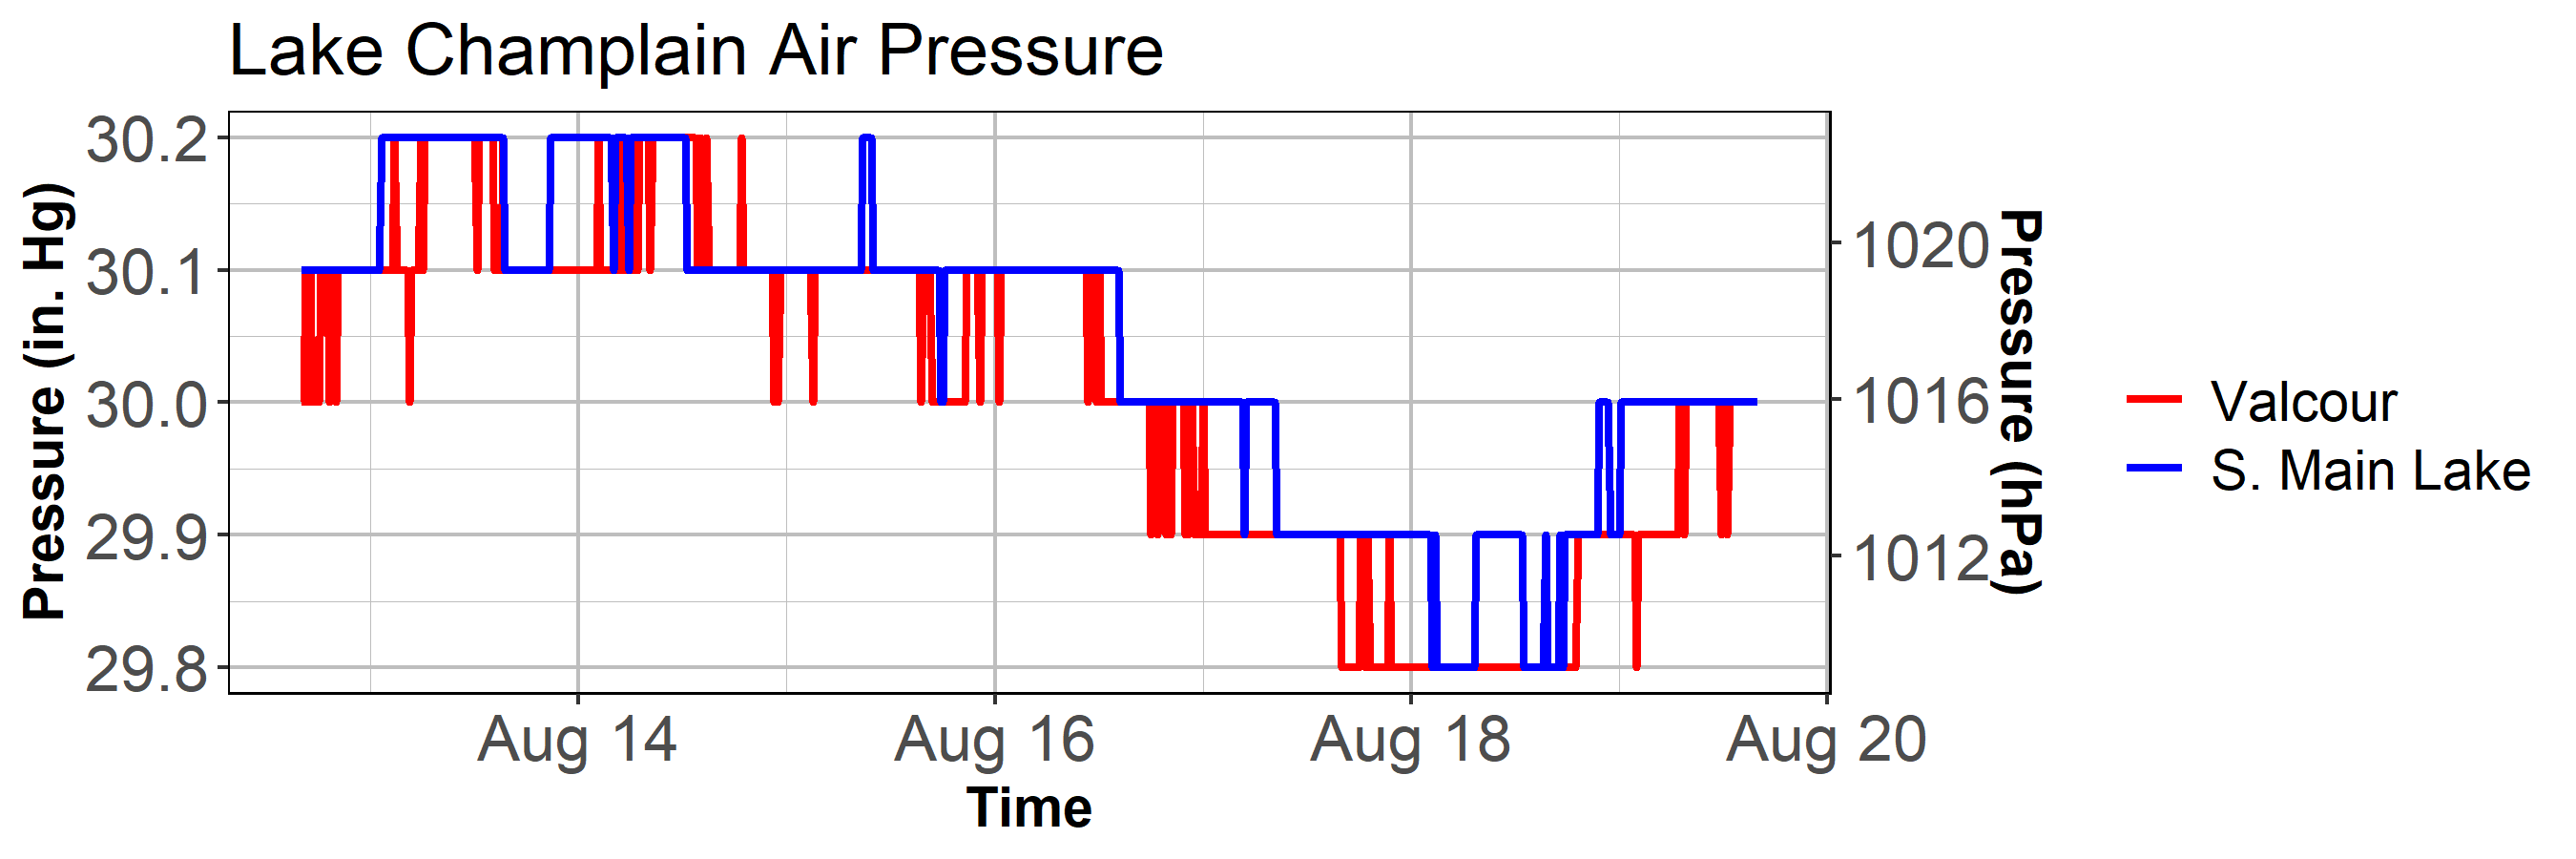 Lake Champlain Air Pressure
Pressure (in. Hg)
30.2
30.1
30.0
29.9
29.8
1020
1016
1012
Pressure (hPa)
Aug 14
Aug 16
Aug 18
Aug 20
Time
Valcour
S. Main Lake